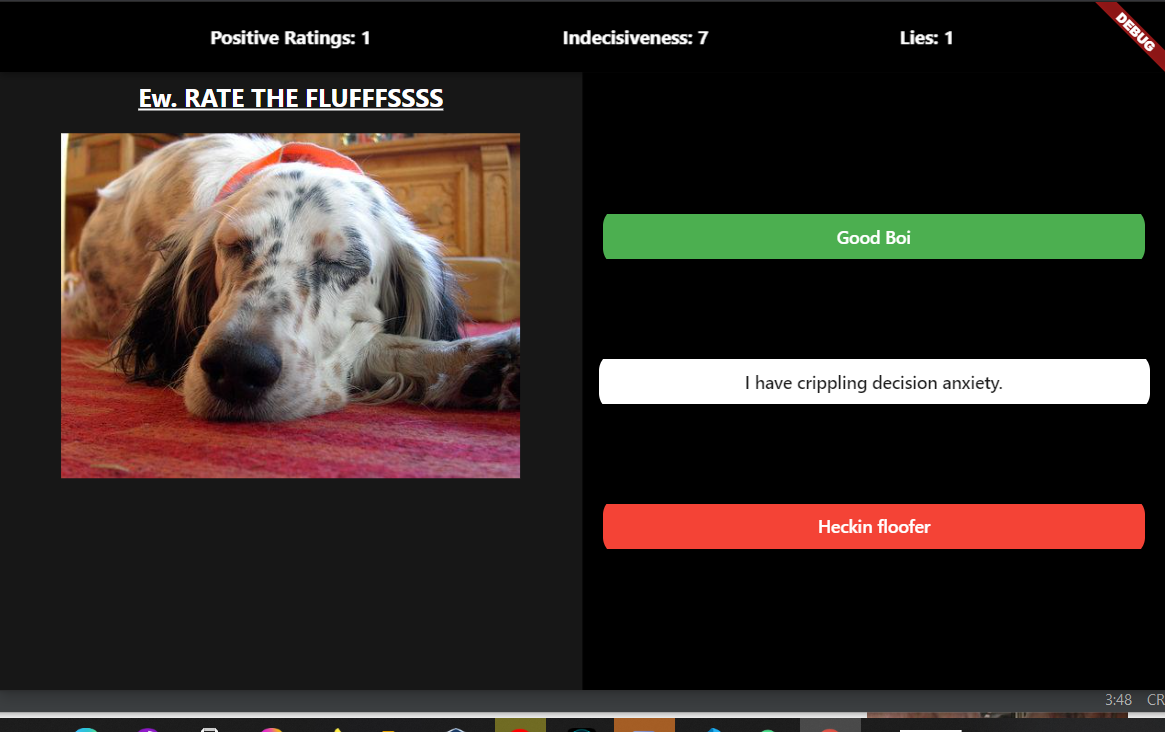 Positive Ratings: 1
Indecisiveness: 7
Lies: 1
DEBUG
Ew. RATE THE FLUFFFSSSS
Good Boi
I have crippling decision anxiety.
Heckin floofer
3:48 CR